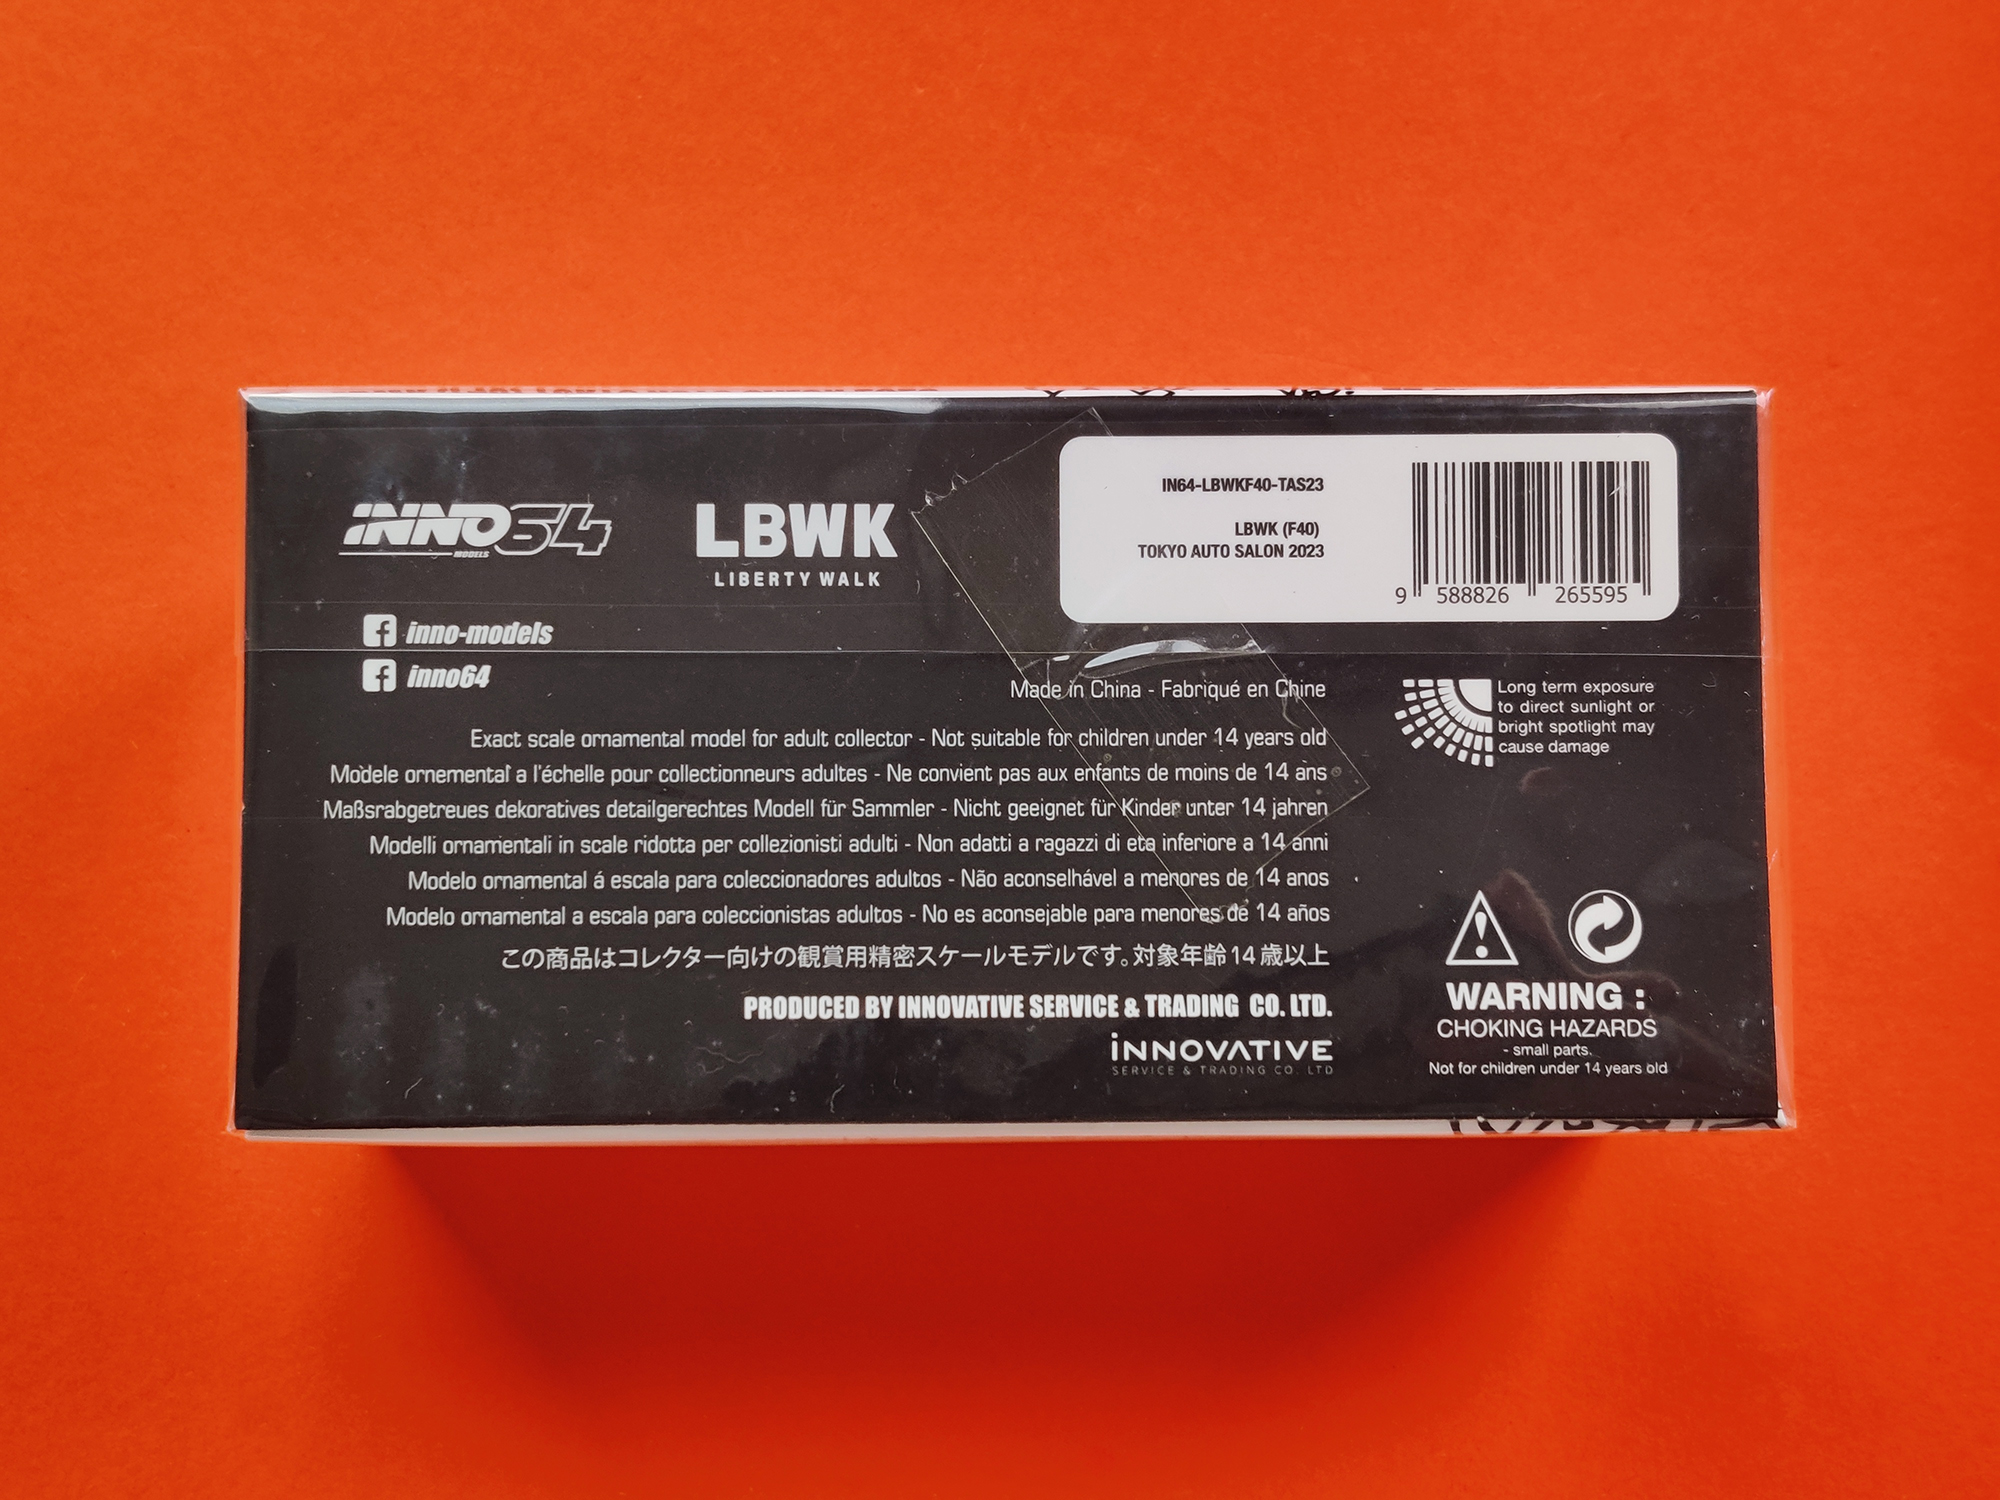 INNO64
MODELS
LBWK
LIBERTY WALK
IN64-LBWKF40-TAS23
LBWK (F40)
TOKYO AUTO SALON 2023
9 588826 265595
inno-models
inno64
Made in China - Fabriqué en Chine
Exact scale ornamental model for adult collector - Not suitable for children under 14 years old
Modele ornemental a l'échelle pour collectionneurs adultes - Ne convient pas aux enfants de moins de 14 ans
Maßsrabgetreues dekoratives detailgerechtes Modell für Sammler - Nicht geeignet für Kinder unter 14 jahren
Modelli ornamentali in scale ridotta per collezionisti adulti - Non adatti a ragazzi di eta inferiore a 14 anni
Modelo ornamental á escala para coleccionadores adultos - Não aconselhável a menores de 14 anos
Modelo ornamental a escala para coleccionistas adultos - No es aconsejable para menores de 14 años
この商品はコレクター向けの観賞用精密スケールモデルです。対象年齢14歳以上
PRODUCED BY INNOVATIVE SERVICE & TRADING CO. LTD.
INNOVATIVE
SERVICE & TRADING CO. LTD
Long term exposure
to direct sunlight or
bright spotlight may
cause damage
WARNING :
CHOKING HAZARDS
- small parts.
Not for children under 14 years old